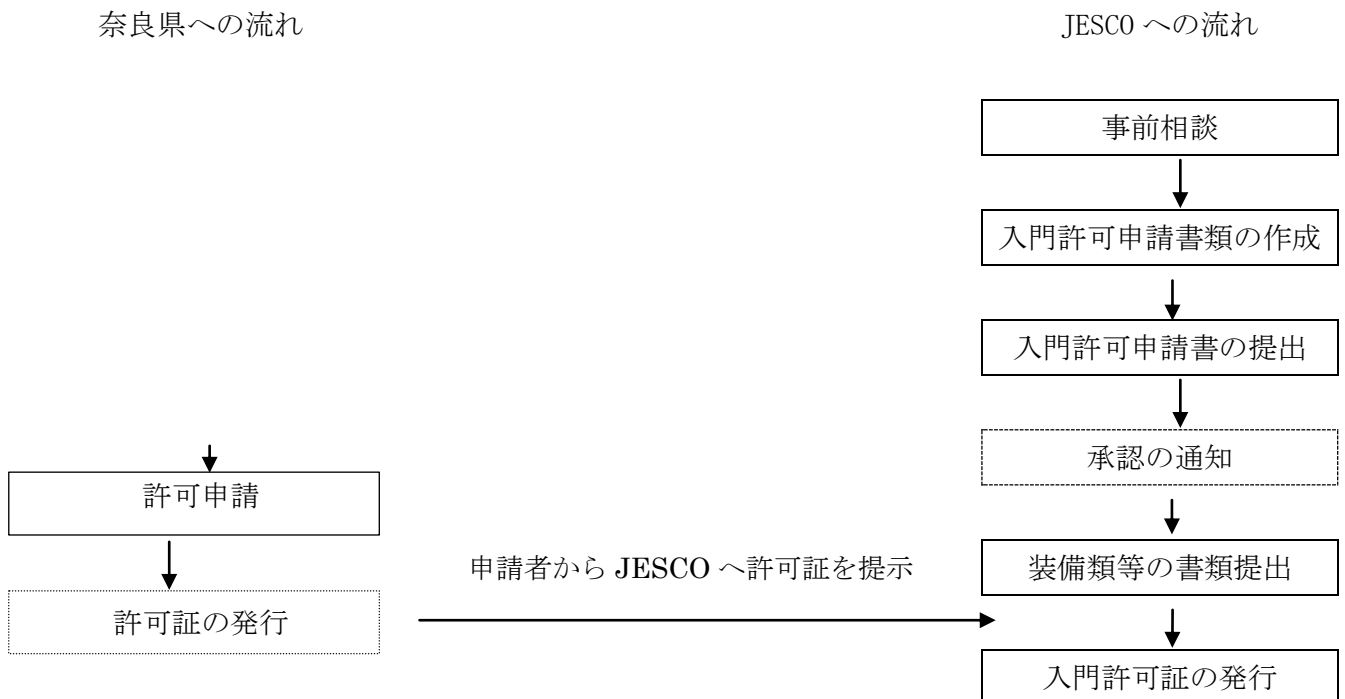 奈良県への流れ
JESCO への流れ
事前相談
入門許可申請書類の作成
入門許可申請書の提出
承認の通知
許可申請
申請者から JESCO へ許可証を提示
装備類等の書類提出
許可証の発行
入門許可証の発行